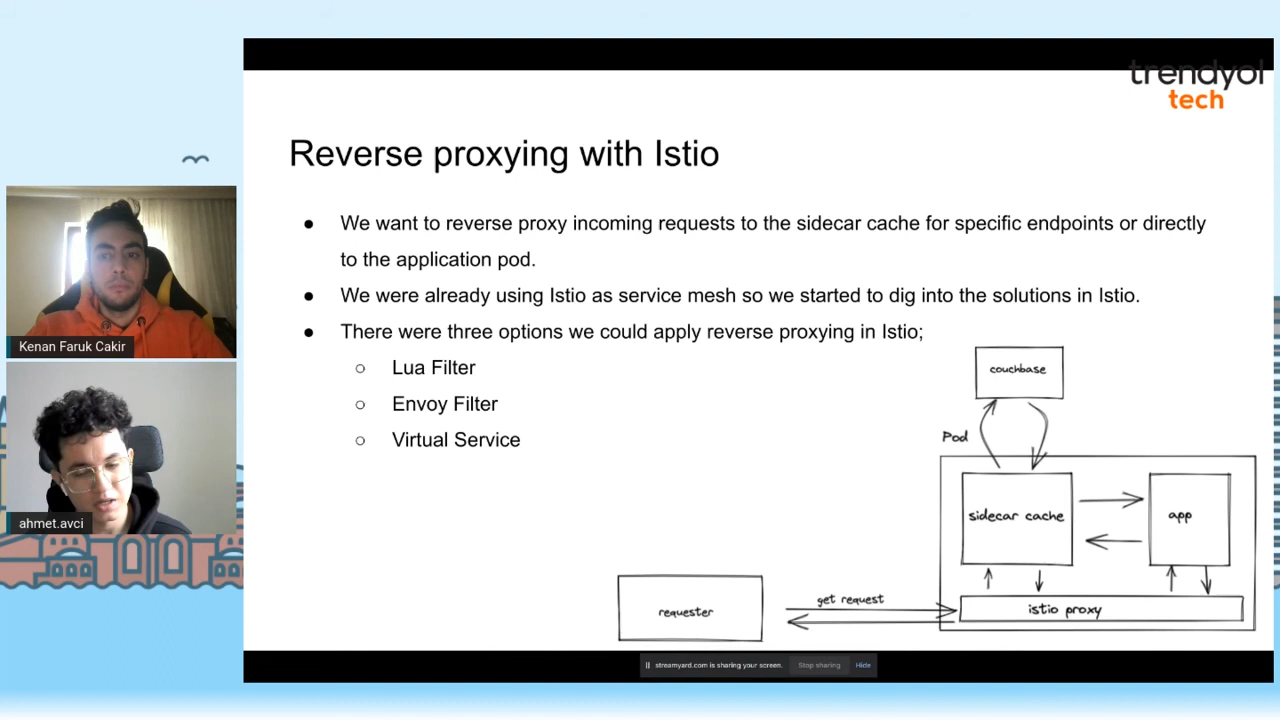 trendyol
tech
Reverse proxying with Istio
● We want to reverse proxy incoming requests to the sidecar cache for specific endpoints or directly
to the application pod.
● We were already using Istio as service mesh so we started to dig into the solutions in Istio.
● There were three options we could apply reverse proxying in Istio;
○ Lua Filter
○ Envoy Filter
○ Virtual Service
Kenan Faruk Cakir
ahmet.avci
couchbase
Pod
sidecar cache
app
get request
requester
istio proxy
streamyard.com is sharing your screen.
Stop sharing
Hide